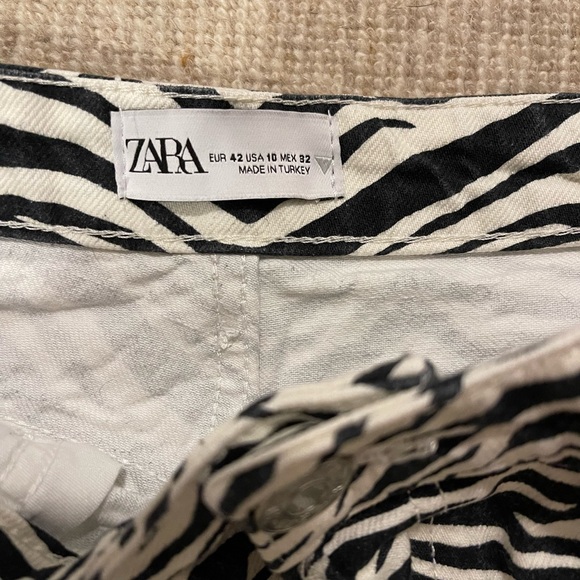 ZARA
EUR 42 USA 10 MEX 32
MADE IN TURKEY